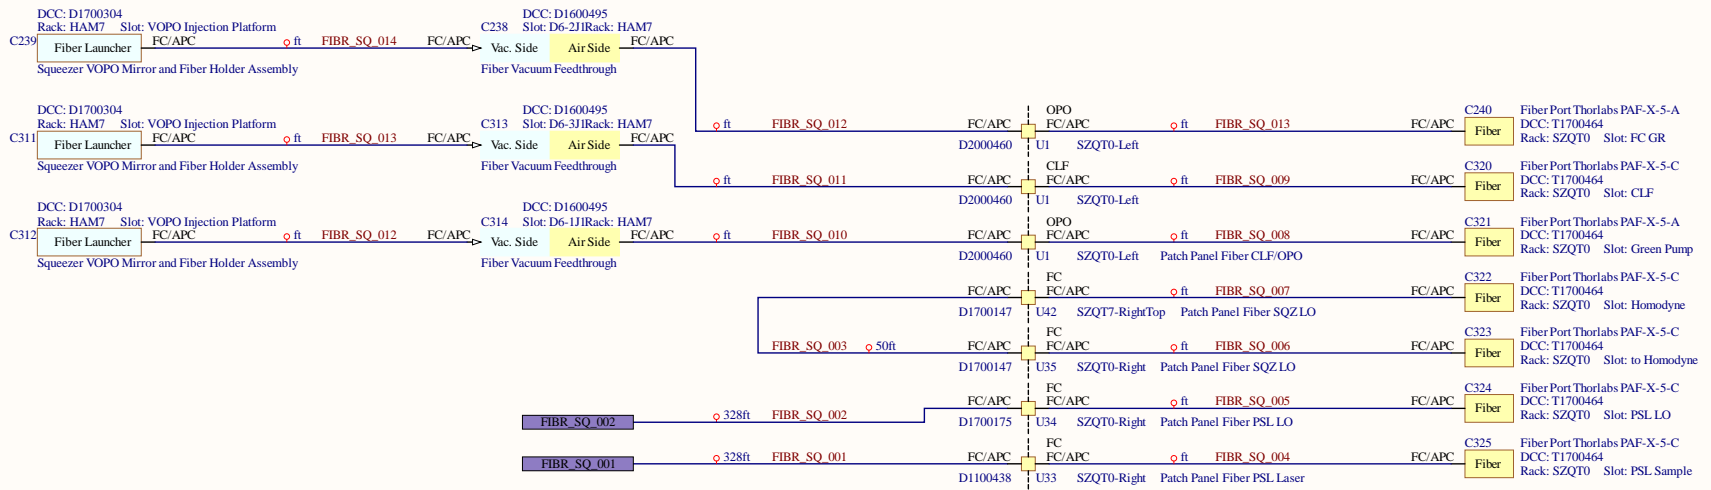 DCC: D1700304
Rack: HAM7 Slot: VOPO Injection Platform
C239 Fiber Launcher FC/APC ft FIBR_SQ_014 FC/APC
Squeezer VOPO Mirror and Fiber Holder Assembly
DCC: D1600495
C238 Slot: D6-2J1Rack: HAM7
Vac. Side Air Side FC/APC
Fiber Vacuum Feedthrough
DCC: D1700304
Rack: HAM7 Slot: VOPO Injection Platform
C311 Fiber Launcher FC/APC ft FIBR_SQ_013 FC/APC
Squeezer VOPO Mirror and Fiber Holder Assembly
DCC: D1600495
C313 Slot: D6-3J1Rack: HAM7
Vac. Side Air Side FC/APC
Fiber Vacuum Feedthrough
DCC: D1700304
Rack: HAM7 Slot: VOPO Injection Platform
C312 Fiber Launcher FC/APC ft FIBR_SQ_012 FC/APC
Squeezer VOPO Mirror and Fiber Holder Assembly
DCC: D1600495
C314 Slot: D6-1J1Rack: HAM7
Vac. Side Air Side FC/APC
Fiber Vacuum Feedthrough
OPO
ft FIBR_SQ_012 FC/APC FC/APC ft FIBR_SQ_013 FC/APC
D2000460 U1 SZQT0-Left
C240 Fiber Port Thorlabs PAF-X-5-A
Fiber DCC: T1700464
Rack: SZQT0 Slot: FC GR
CLF
ft FIBR_SQ_011 FC/APC FC/APC ft FIBR_SQ_009 FC/APC
D2000460 U1 SZQT0-Left
C320 Fiber Port Thorlabs PAF-X-5-C
Fiber DCC: T1700464
Rack: SZQT0 Slot: CLF
OPO
ft FIBR_SQ_010 FC/APC FC/APC ft FIBR_SQ_008 FC/APC
D2000460 U1 SZQT0-Left Patch Panel Fiber CLF/OPO
C321 Fiber Port Thorlabs PAF-X-5-A
Fiber DCC: T1700464
Rack: SZQT0 Slot: Green Pump
FC
FC/APC FC/APC ft FIBR_SQ_007 FC/APC
D1700147 U42 SZQT7-RightTop Patch Panel Fiber SQZ LO
C322 Fiber Port Thorlabs PAF-X-5-C
Fiber DCC: T1700464
Rack: SZQT0 Slot: Homodyne
FC
FIBR_SQ_003 50ft FC/APC FC/APC ft FIBR_SQ_006 FC/APC
D1700147 U35 SZQT0-Right Patch Panel Fiber SQZ LO
C323 Fiber Port Thorlabs PAF-X-5-C
Fiber DCC: T1700464
Rack: SZQT0 Slot: to Homodyne
FC
FIBR_SQ_002 328ft FIBR_SQ_002 FC/APC FC/APC ft FIBR_SQ_005 FC/APC
D1700175 U34 SZQT0-Right Patch Panel Fiber PSL LO
C324 Fiber Port Thorlabs PAF-X-5-C
Fiber DCC: T1700464
Rack: SZQT0 Slot: PSL LO
FC
FIBR_SQ_001 328ft FIBR_SQ_001 FC/APC FC/APC ft FIBR_SQ_004 FC/APC
D1100438 U33 SZQT0-Right Patch Panel Fiber PSL Laser
C325 Fiber Port Thorlabs PAF-X-5-C
Fiber DCC: T1700464
Rack: SZQT0 Slot: PSL Sample